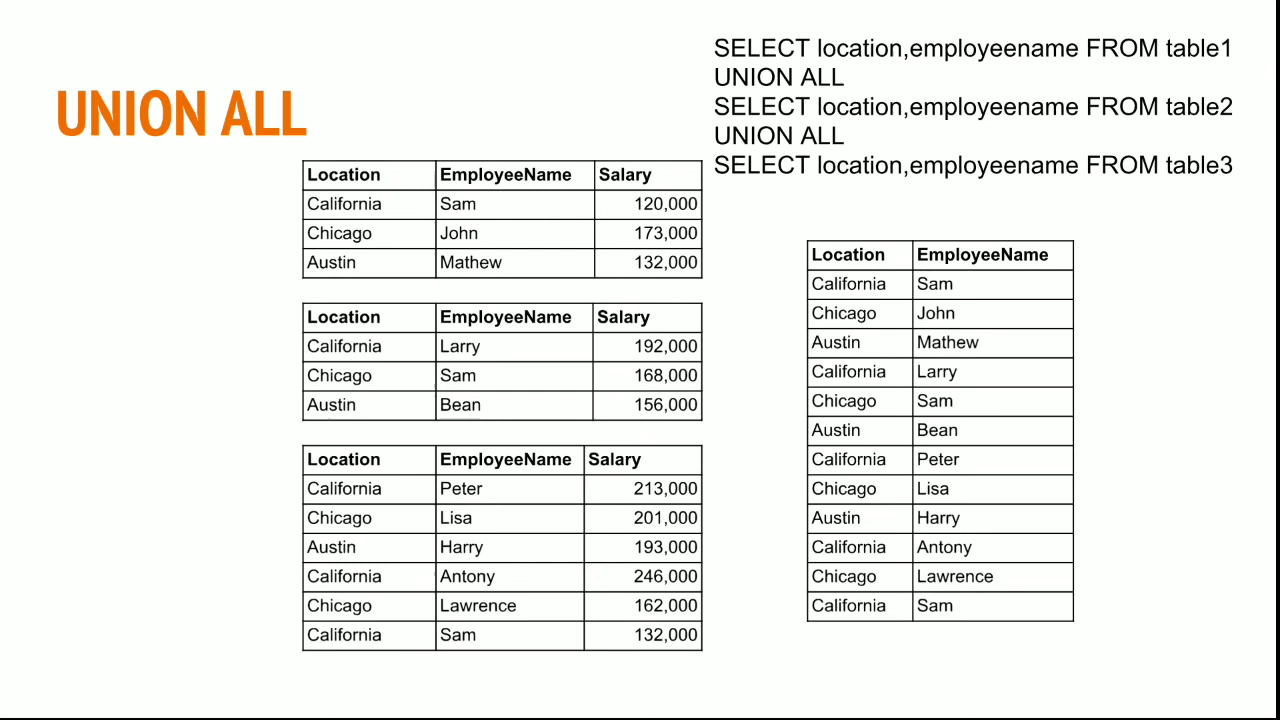 UNION ALL
SELECT location,employeename FROM table1
UNION ALL
SELECT location,employeename FROM table2
UNION ALL
SELECT location,employeename FROM table3
Location EmployeeName Salary
California Sam 120,000
Chicago John 173,000
Austin Mathew 132,000
Location EmployeeName Salary
California Larry 192,000
Chicago Sam 168,000
Austin Bean 156,000
Location EmployeeName Salary
California Peter 213,000
Chicago Lisa 201,000
Austin Harry 193,000
California Antony 246,000
Chicago Lawrence 162,000
California Sam 132,000
Location EmployeeName
California Sam
Chicago John
Austin Mathew
California Larry
Chicago Sam
Austin Bean
California Peter
Chicago Lisa
Austin Harry
California Antony
Chicago Lawrence
California Sam